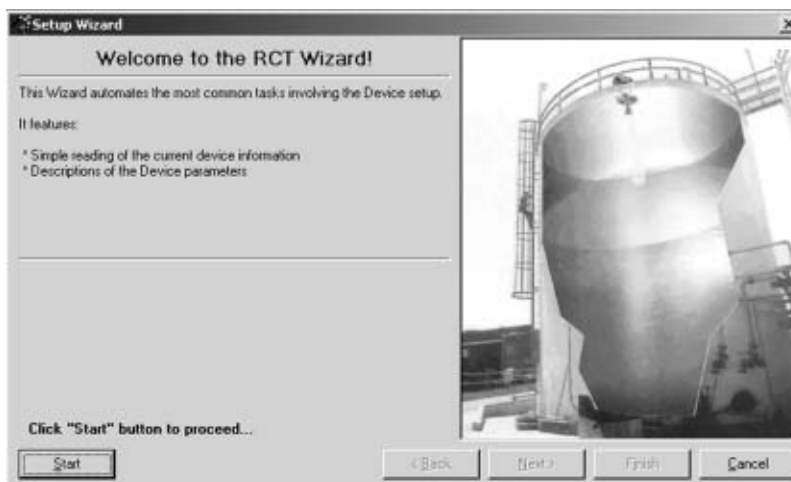 Setup Wizard
Welcome to the RCT Wizard!
This Wizard automates the most common tasks involving the Device setup.
It features:
* Simple reading of the current device information
* Descriptions of the Device parameters
Click "Start" button to proceed...
Start
< Back
Next >
Finish
Cancel